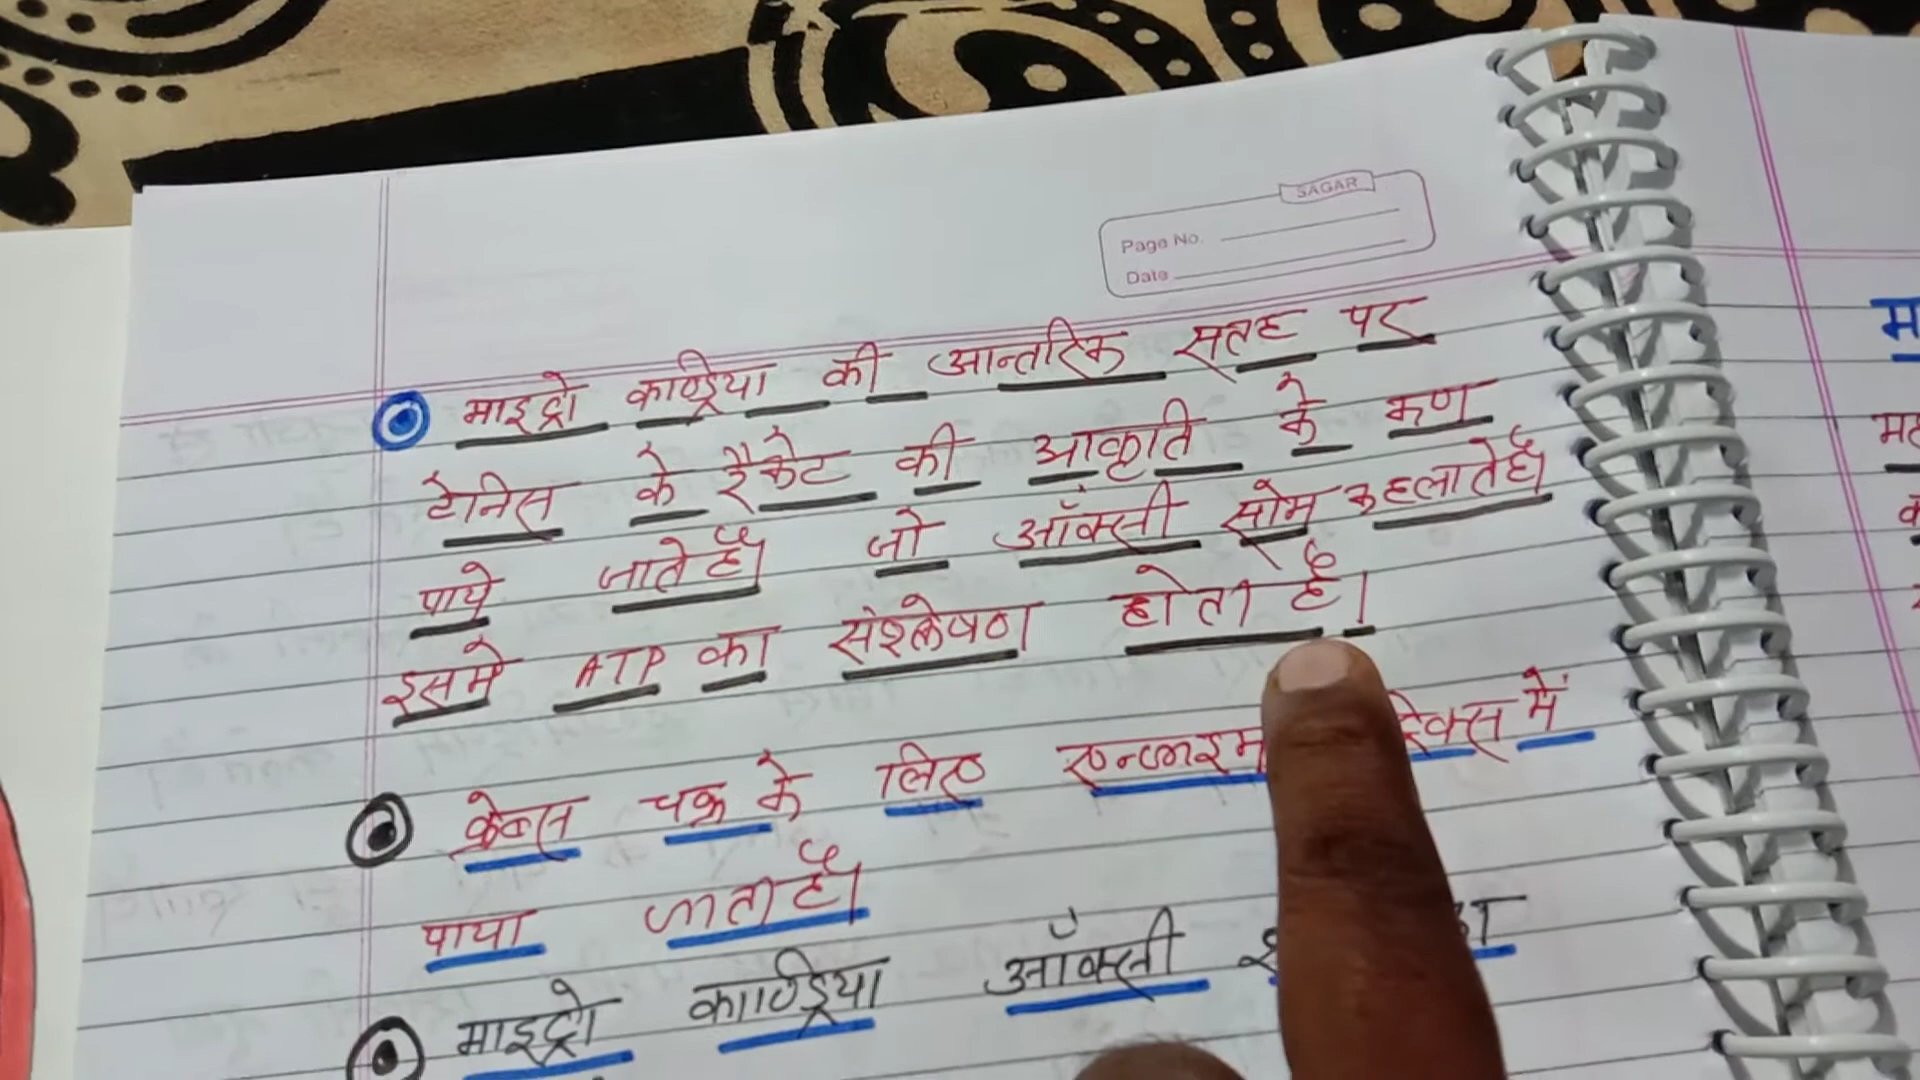 SAGAR
Page No.
Date
माइट्रो काण्ड्रिया की आन्तरिक सतह पर
टेनिस के रैकेट की आकृति के कण
पाये जाते है। जो ऑक्सी सोम कहलाते है।
इसमे ATP का संश्लेषण होता है।
क्रेब्स चक्र के लिए एन्जाइम में
पाया जाता है।
माइट्रो काण्ड्रिया ऑक्सी